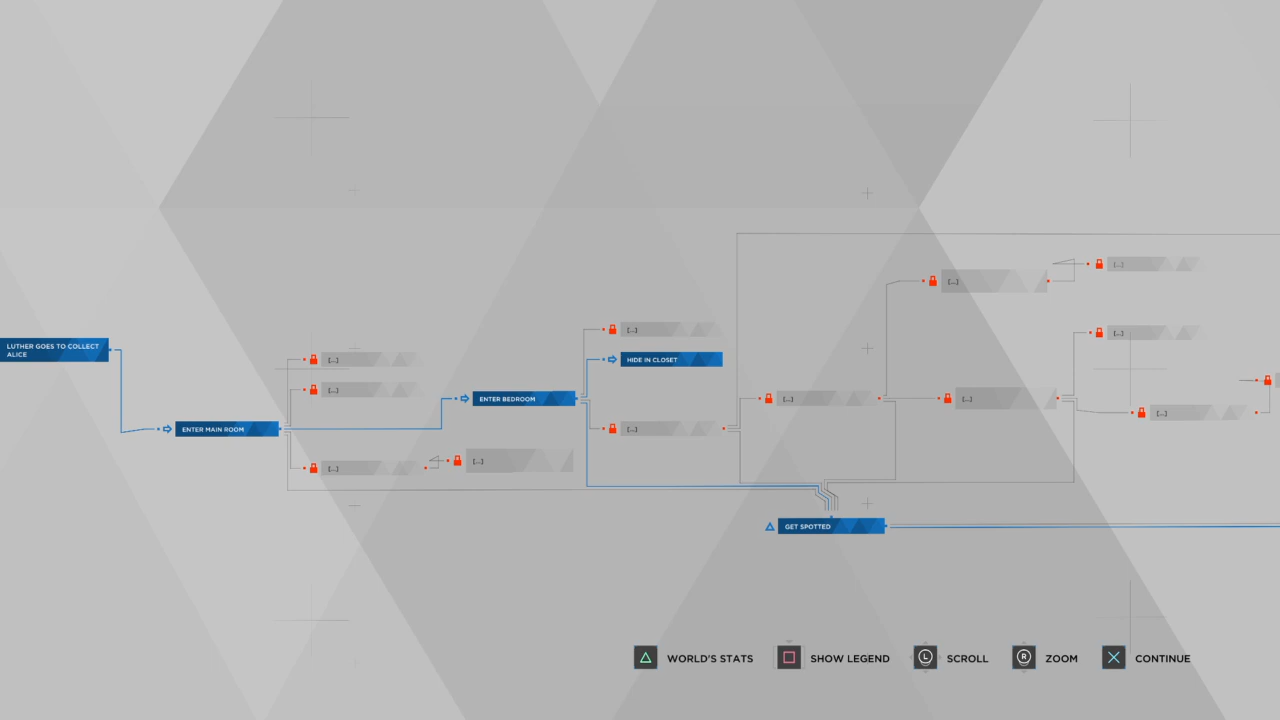 [...]
[...]
[...]
[...]
LUTHER GOES TO COLLECT
ALICE
HIDE IN CLOSET
[...]
[...]
ENTER BEDROOM
[...]
[...]
[...]
ENTER MAIN ROOM
[...]
[...]
[...]
GET SPOTTED
WORLD'S STATS
SHOW LEGEND
L
SCROLL
R
ZOOM
CONTINUE